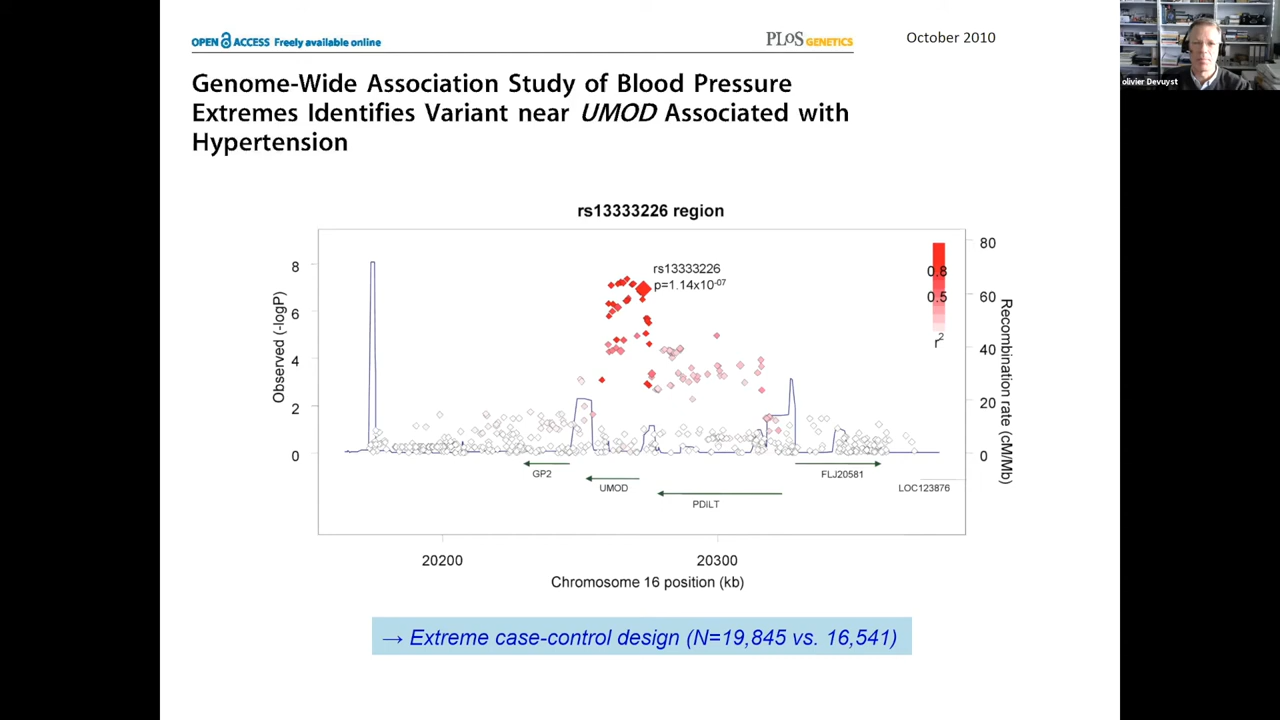 OPEN ACCESS Freely available online
PLoS GENETICS
October 2010
olivier Devuyst
Genome-Wide Association Study of Blood Pressure
Extremes Identifies Variant near UMOD Associated with
Hypertension
rs13333226 region
rs13333226
p=1.14x10-07
8
6
4
2
0
Observed (-logP)
80
60
40
20
0
Recombination rate (cM/Mb)
0.8
0.5
r2
GP2
UMOD
PDILT
FLJ20581
LOC123876
20200
20300
Chromosome 16 position (kb)
→ Extreme case-control design (N=19,845 vs. 16,541)